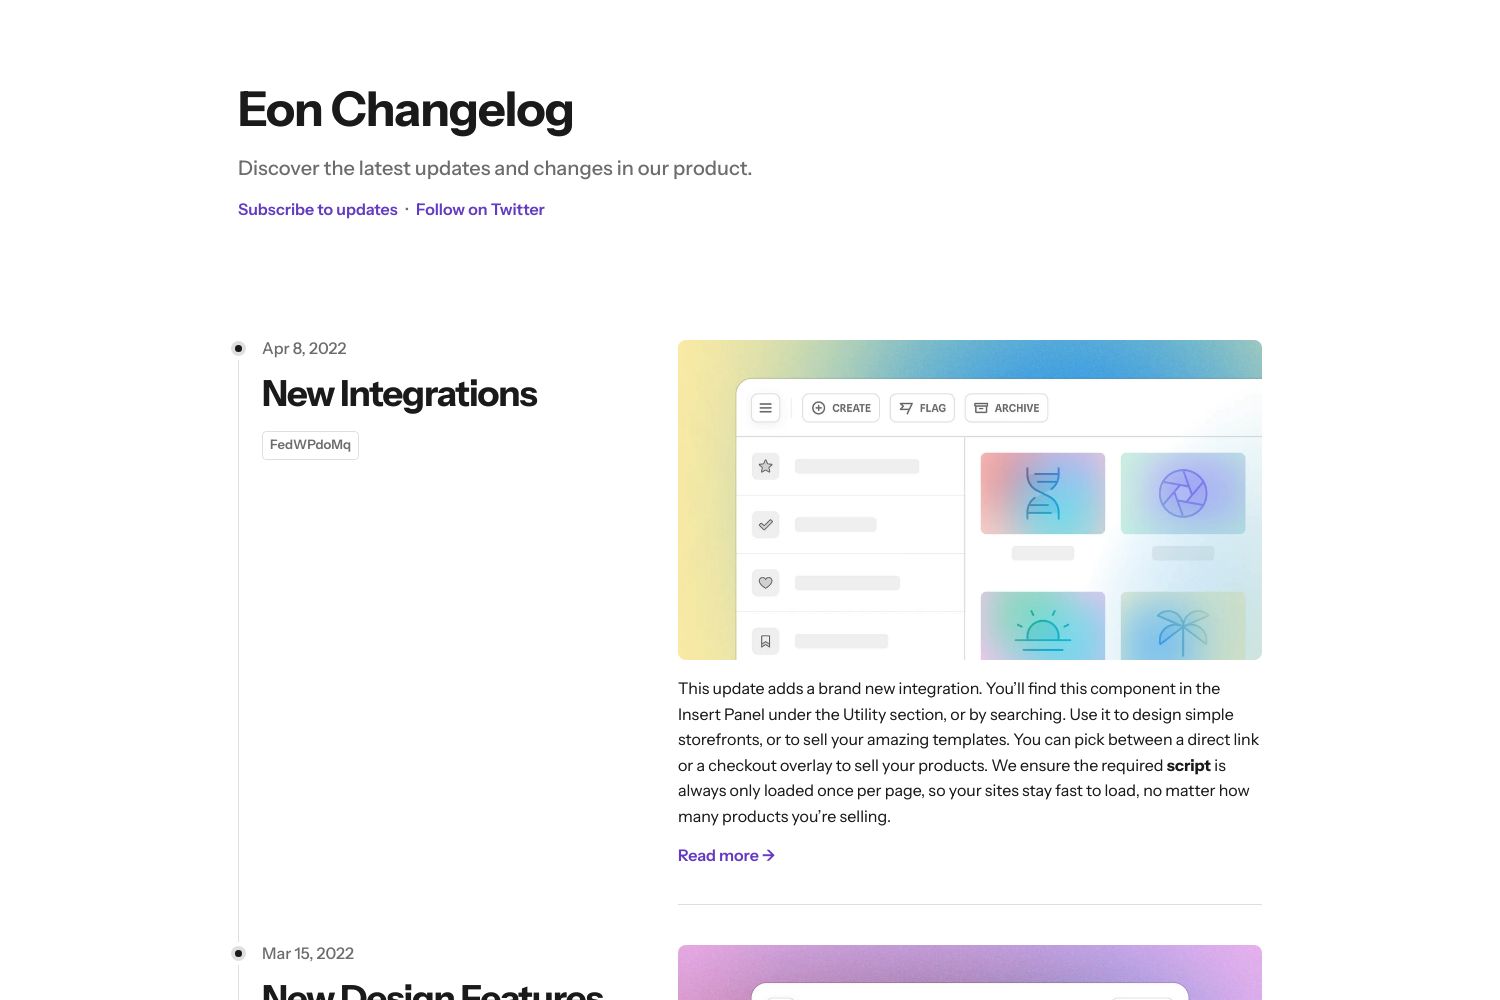 Eon Changelog
Discover the latest updates and changes in our product.
Subscribe to updates · Follow on Twitter
Apr 8, 2022
New Integrations
FedWPdoMq
CREATE
FLAG
ARCHIVE
This update adds a brand new integration. You’ll find this component in the
Insert Panel under the Utility section, or by searching. Use it to design simple
storefronts, or to sell your amazing templates. You can pick between a direct link
or a checkout overlay to sell your products. We ensure the required script is
always only loaded once per page, so your sites stay fast to load, no matter how
many products you’re selling.
Read more →
Mar 15, 2022
New Design Features